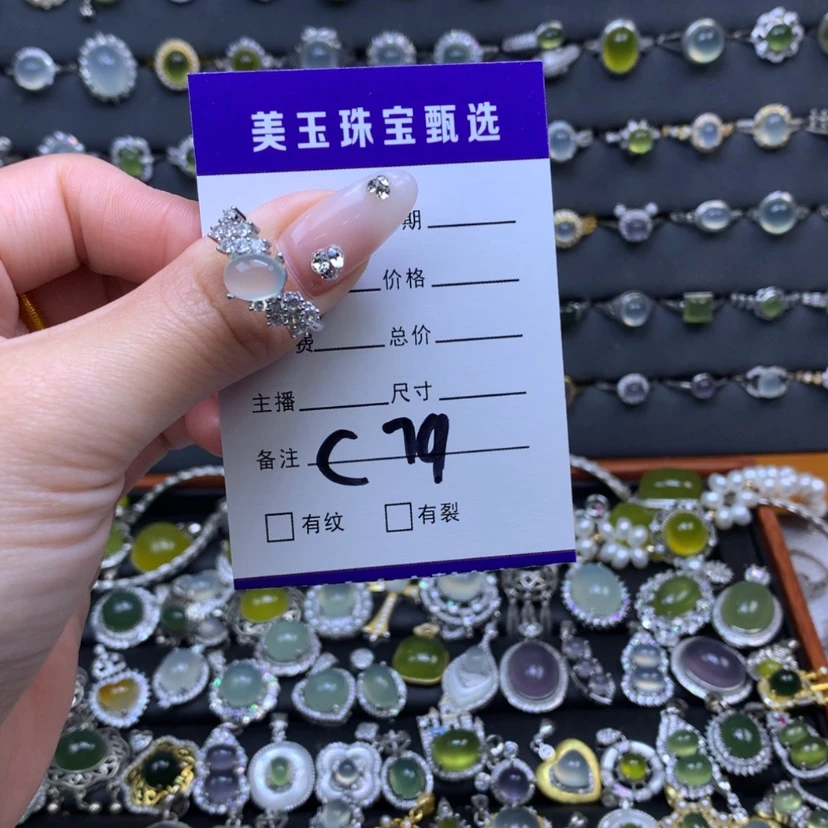 美玉珠宝甄选
期
价格
费 总价
主播 尺寸
备注 C79
有纹 有裂